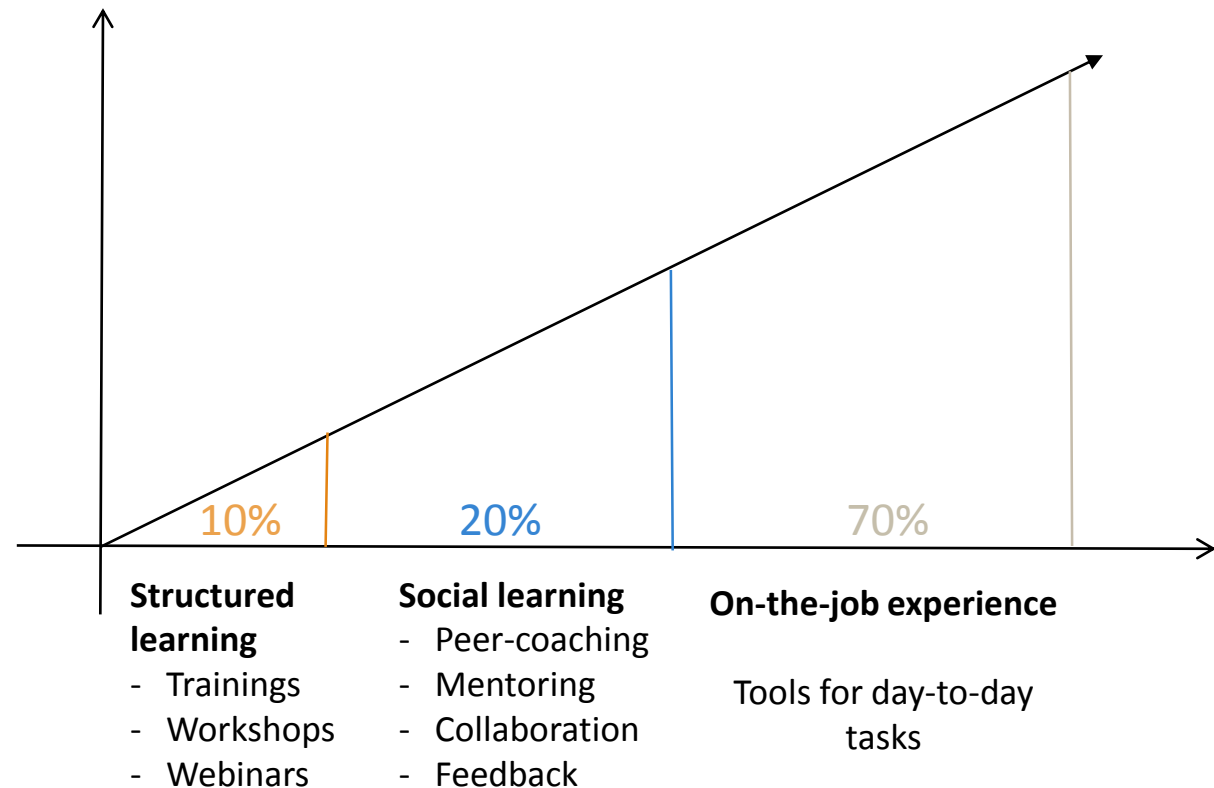 10%
20%
70%
Structured
learning
- Trainings
- Workshops
- Webinars
Social learning
- Peer-coaching
- Mentoring
- Collaboration
- Feedback
On-the-job experience
Tools for day-to-day
tasks